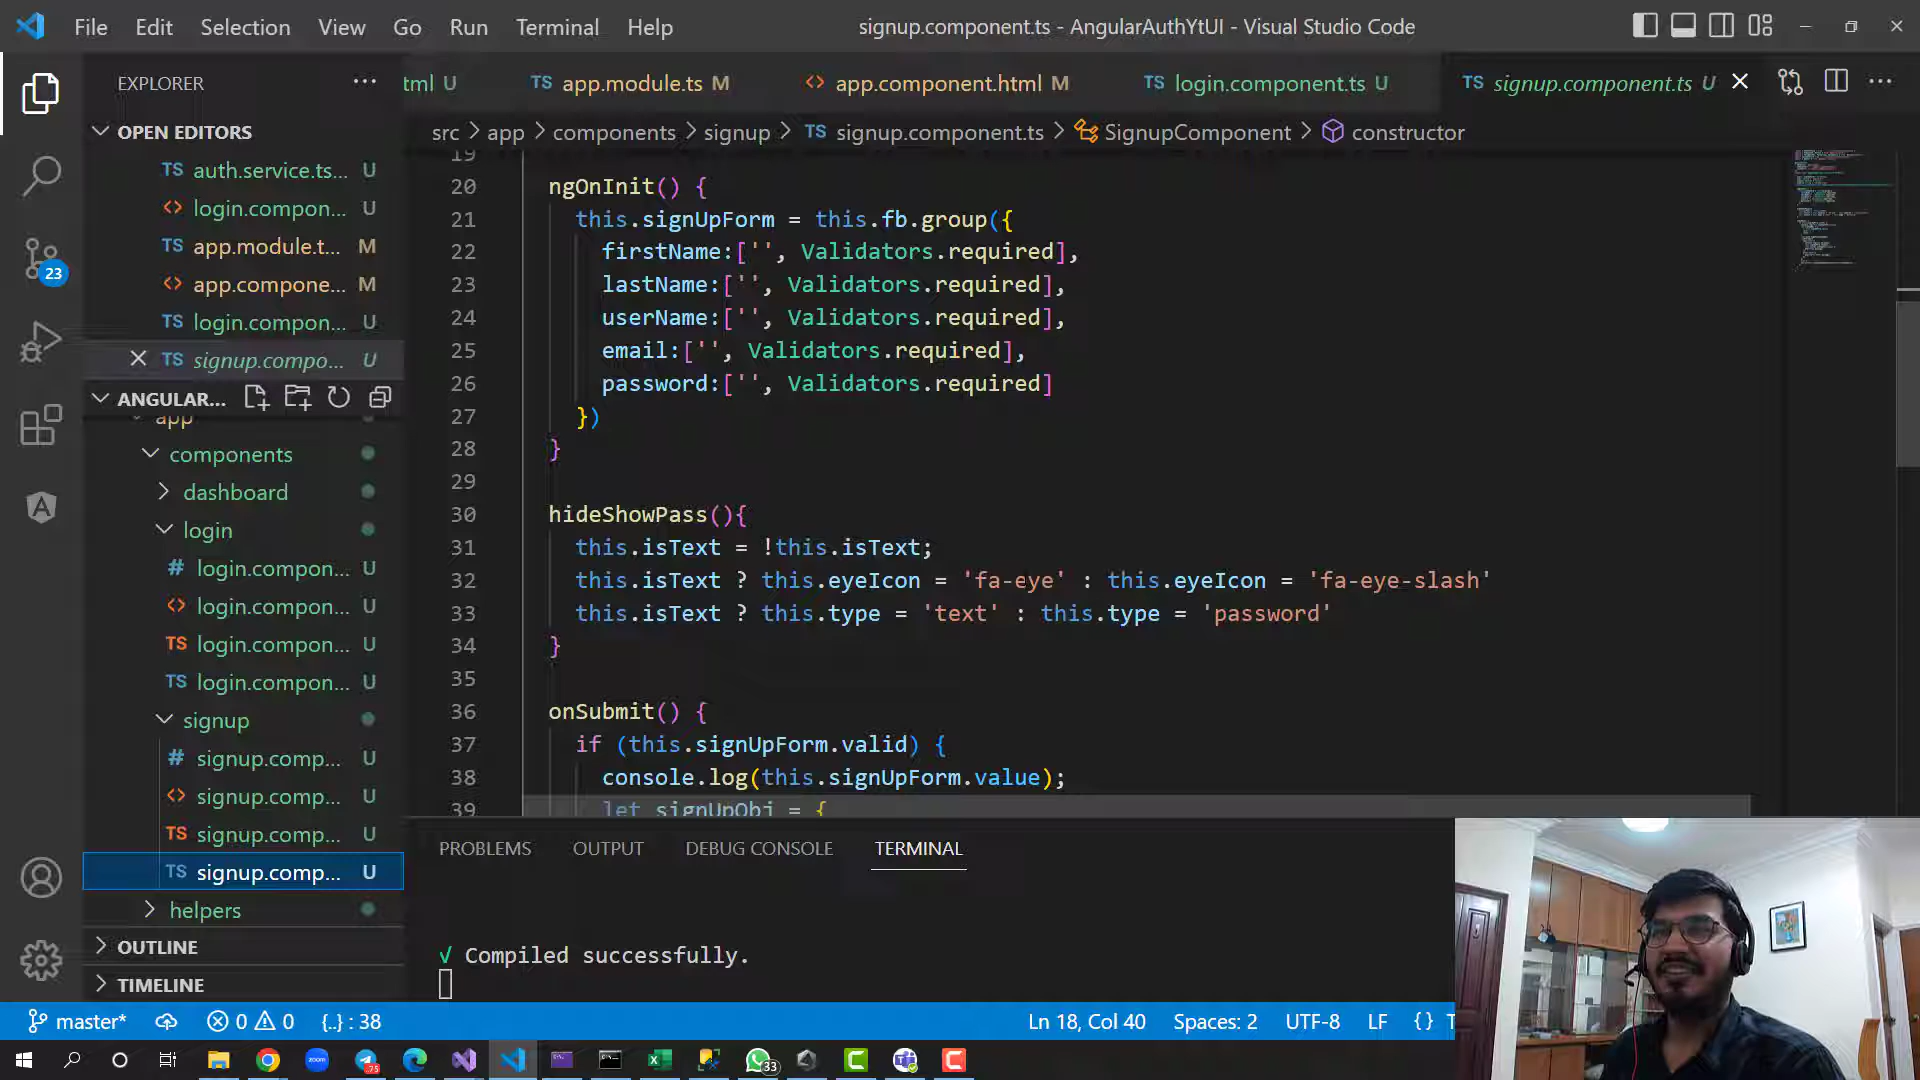 File Edit Selection View Go Run Terminal Help
signup.component.ts - AngularAuthYtUI - Visual Studio Code
EXPLORER
tml U
TS app.module.ts M
<> app.component.html M
TS login.component.ts U
TS signup.component.ts U
src > app > components > signup > TS signup.component.ts > SignupComponent > constructor
OPEN EDITORS
TS auth.service.ts... U
<> login.compon... U
TS app.module.t... M
<> app.compone... M
TS login.compon... U
TS signup.compo... U
ANGULAR...
app
components
dashboard
login
# login.compon... U
<> login.compon... U
TS login.compon... U
TS login.compon... U
signup
# signup.comp... U
<> signup.comp... U
TS signup.comp... U
TS signup.comp... U
helpers
OUTLINE
TIMELINE
23
19
20 ngOnInit() {
21 this.signUpForm = this.fb.group({
22 firstName:['', Validators.required],
23 lastName:['', Validators.required],
24 userName:['', Validators.required],
25 email:['', Validators.required],
26 password:['', Validators.required]
27 })
28 }
29
30 hideShowPass(){
31 this.isText = !this.isText;
32 this.isText ? this.eyeIcon = 'fa-eye' : this.eyeIcon = 'fa-eye-slash'
33 this.isText ? this.type = 'text' : this.type = 'password'
34 }
35
36 onSubmit() {
37 if (this.signUpForm.valid) {
38 console.log(this.signUpForm.value);
39 let signUpObj = {
PROBLEMS OUTPUT DEBUG CONSOLE TERMINAL
√ Compiled successfully.
master* 0 0 {..} : 38
Ln 18, Col 40 Spaces: 2 UTF-8 LF {} T
zoom
75
33